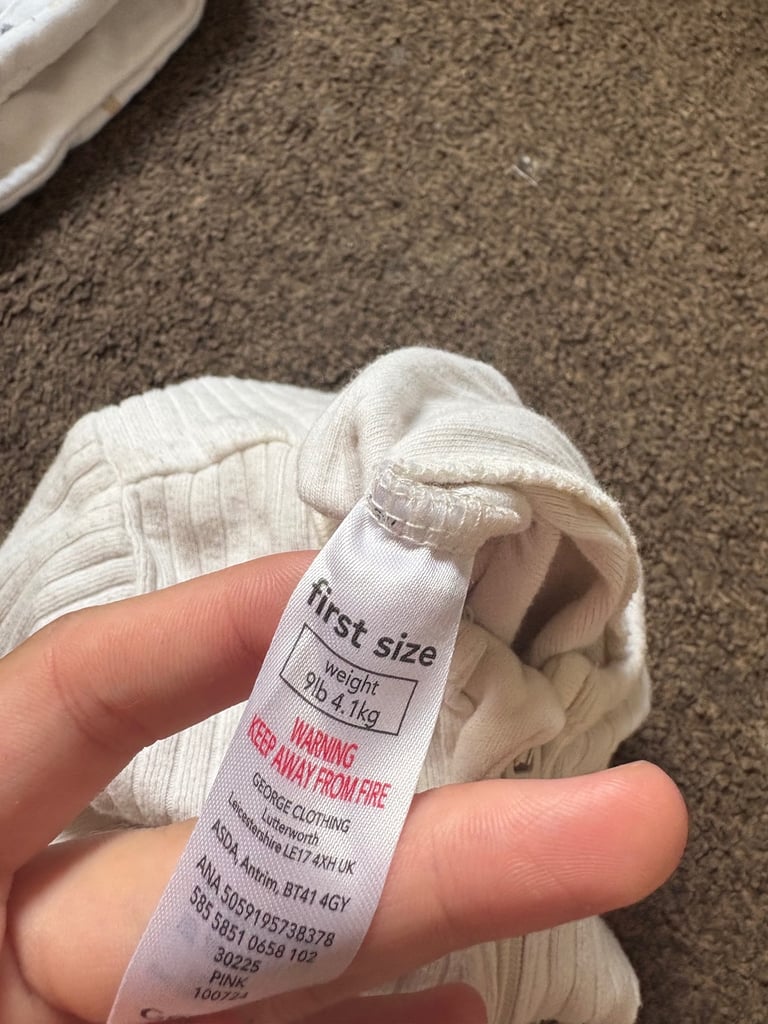 first size
weight
9lb 4.1kg
WARNING
KEEP AWAY FROM FIRE
GEORGE CLOTHING
Lutterworth
Leicestershire LE17 4XH UK
ASDA, Antrim, BT41 4GY
ANA 5059195738378
585 5851 0658 102
30225
PINK
100724